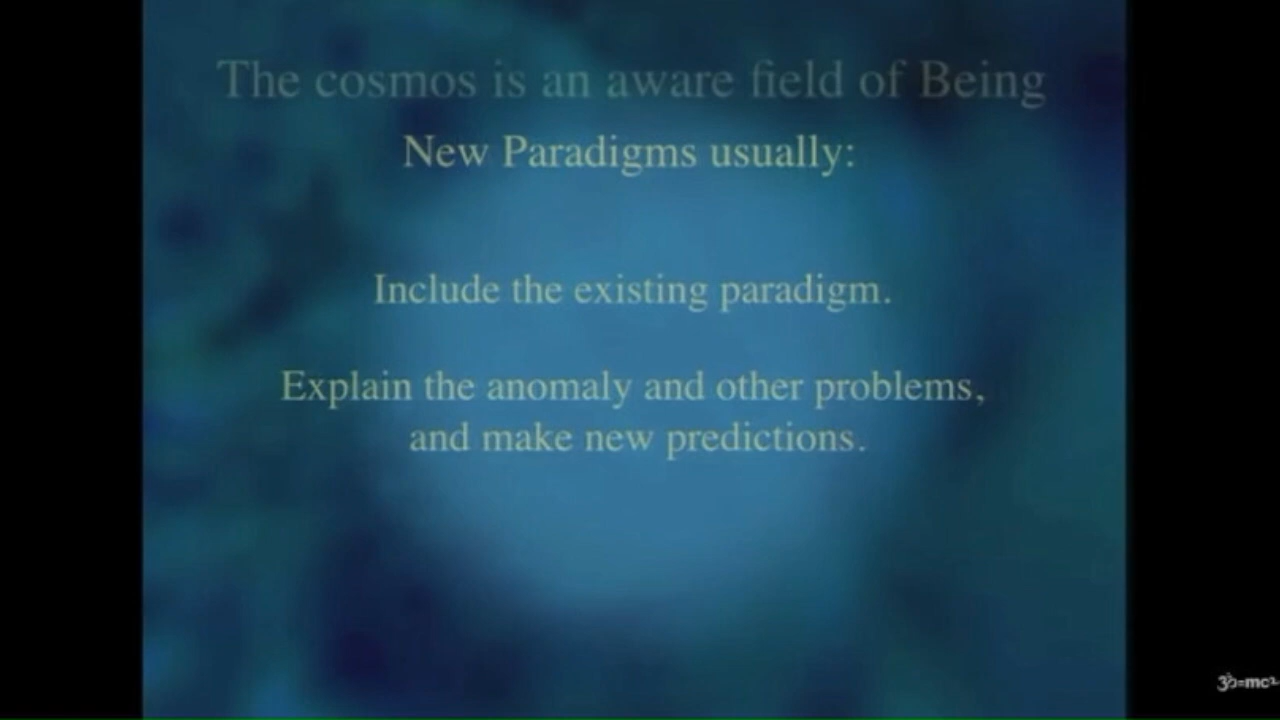 The cosmos is an aware field of Being
New Paradigms usually:
Include the existing paradigm.
Explain the anomaly and other problems,
and make new predictions.
ॐ=mc²